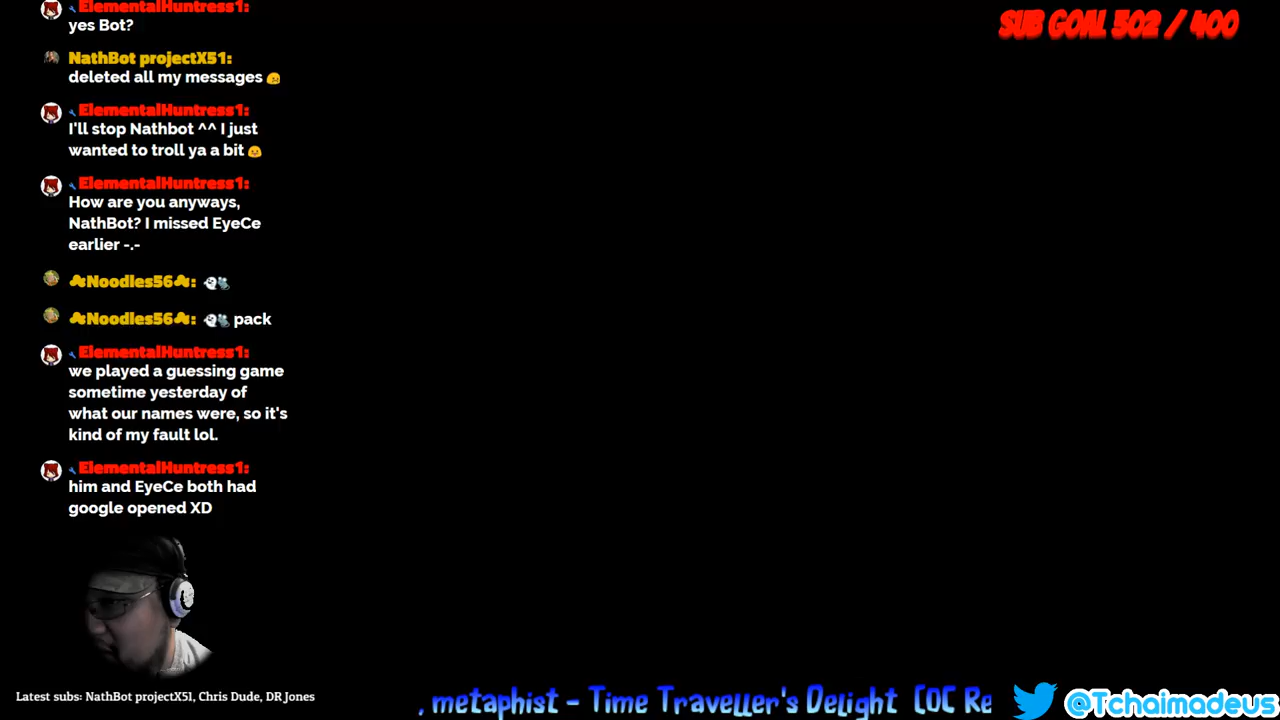 ElementalHuntress1:
yes Bot?
NathBot projectX51:
deleted all my messages
ElementalHuntress1:
I'll stop Nathbot ^^ I just
wanted to troll ya a bit
ElementalHuntress1:
How are you anyways,
NathBot? I missed EyeCe
earlier -.-
Noodles56:
Noodles56: pack
ElementalHuntress1:
we played a guessing game
sometime yesterday of
what our names were, so it's
kind of my fault lol.
ElementalHuntress1:
him and EyeCe both had
google opened XD
Latest subs: NathBot projectX51, Chris Dude, DR Jones
SUB GOAL 502 / 400
, metaphist - Time Traveller's Delight [OC Re
@Tchaimadeus